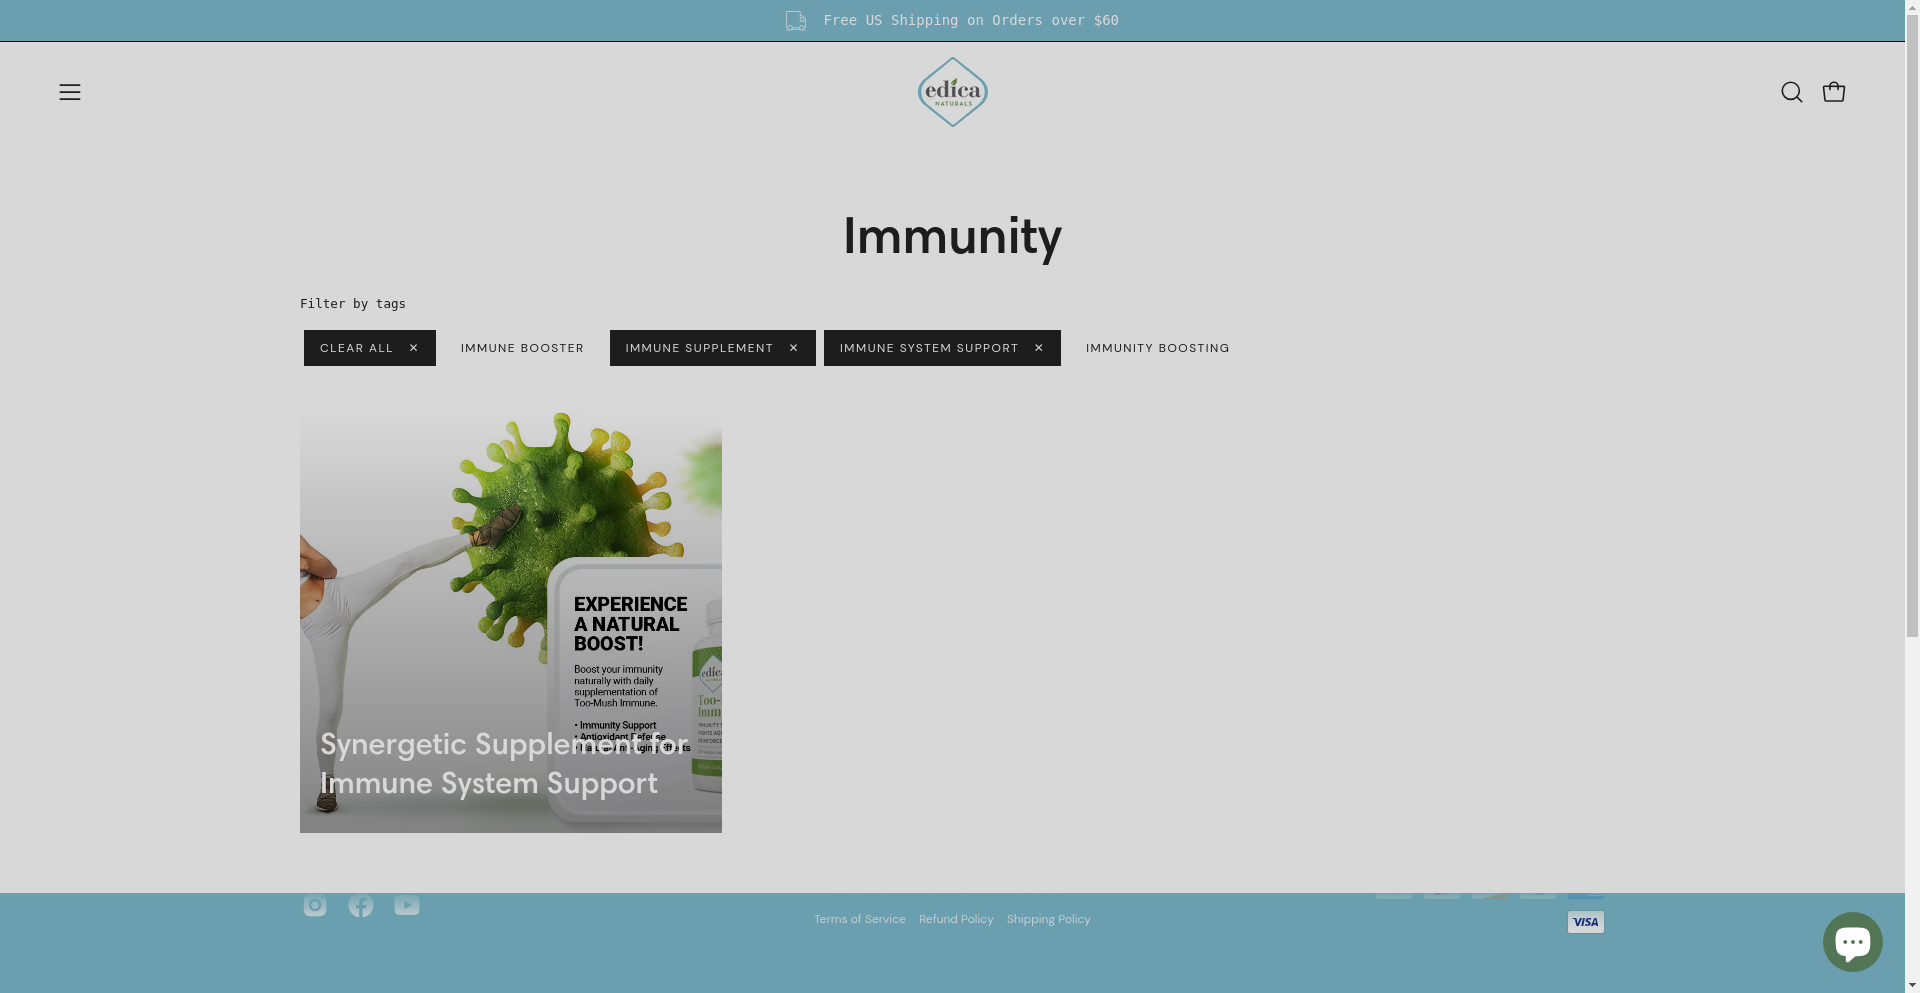 Free US Shipping on Orders over $60
edica
NATURALS
Immunity
Filter by tags
CLEAR ALL ✕
IMMUNE BOOSTER
IMMUNE SUPPLEMENT ✕
IMMUNE SYSTEM SUPPORT ✕
IMMUNITY BOOSTING
EXPERIENCE
A NATURAL
BOOST!
Boost your immunity
naturally with daily
supplementation of
Too-Mush Immune.
• Immunity Support
• Antioxidant Defense
edica
Synergetic Supplement for
Immune System Support
Terms of Service
Refund Policy
Shipping Policy
VISA